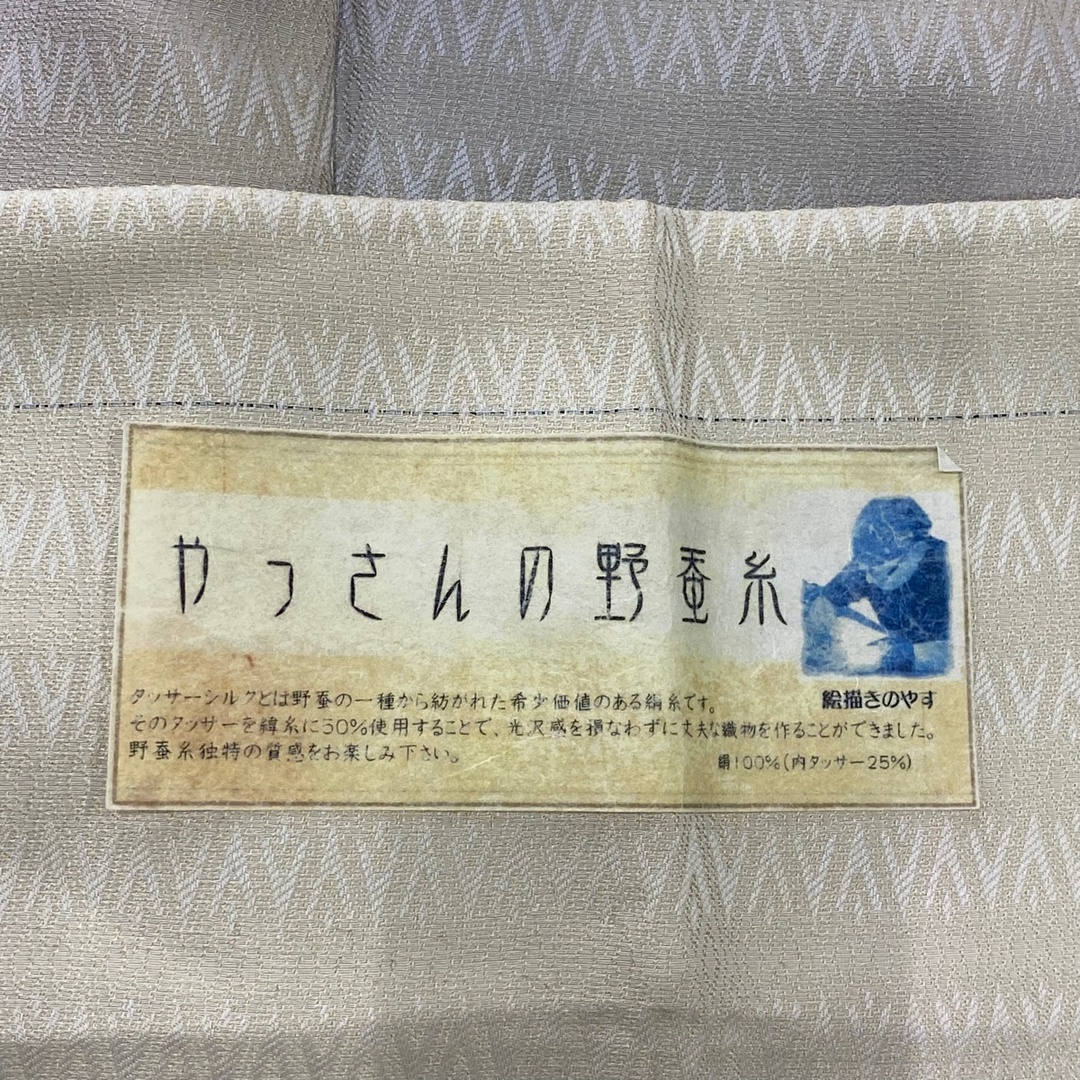 やっさんの野蚕糸
絵描きのやす
タッサーシルクとは野蚕の一種から紡がれた希少価値のある絹糸です。
そのタッサーを緯糸に50%使用することで、光沢感を損なわずに丈夫な織物を作ることができました。
野蚕糸独特の質感をお楽しみ下さい。
絹100%(内タッサー25%)